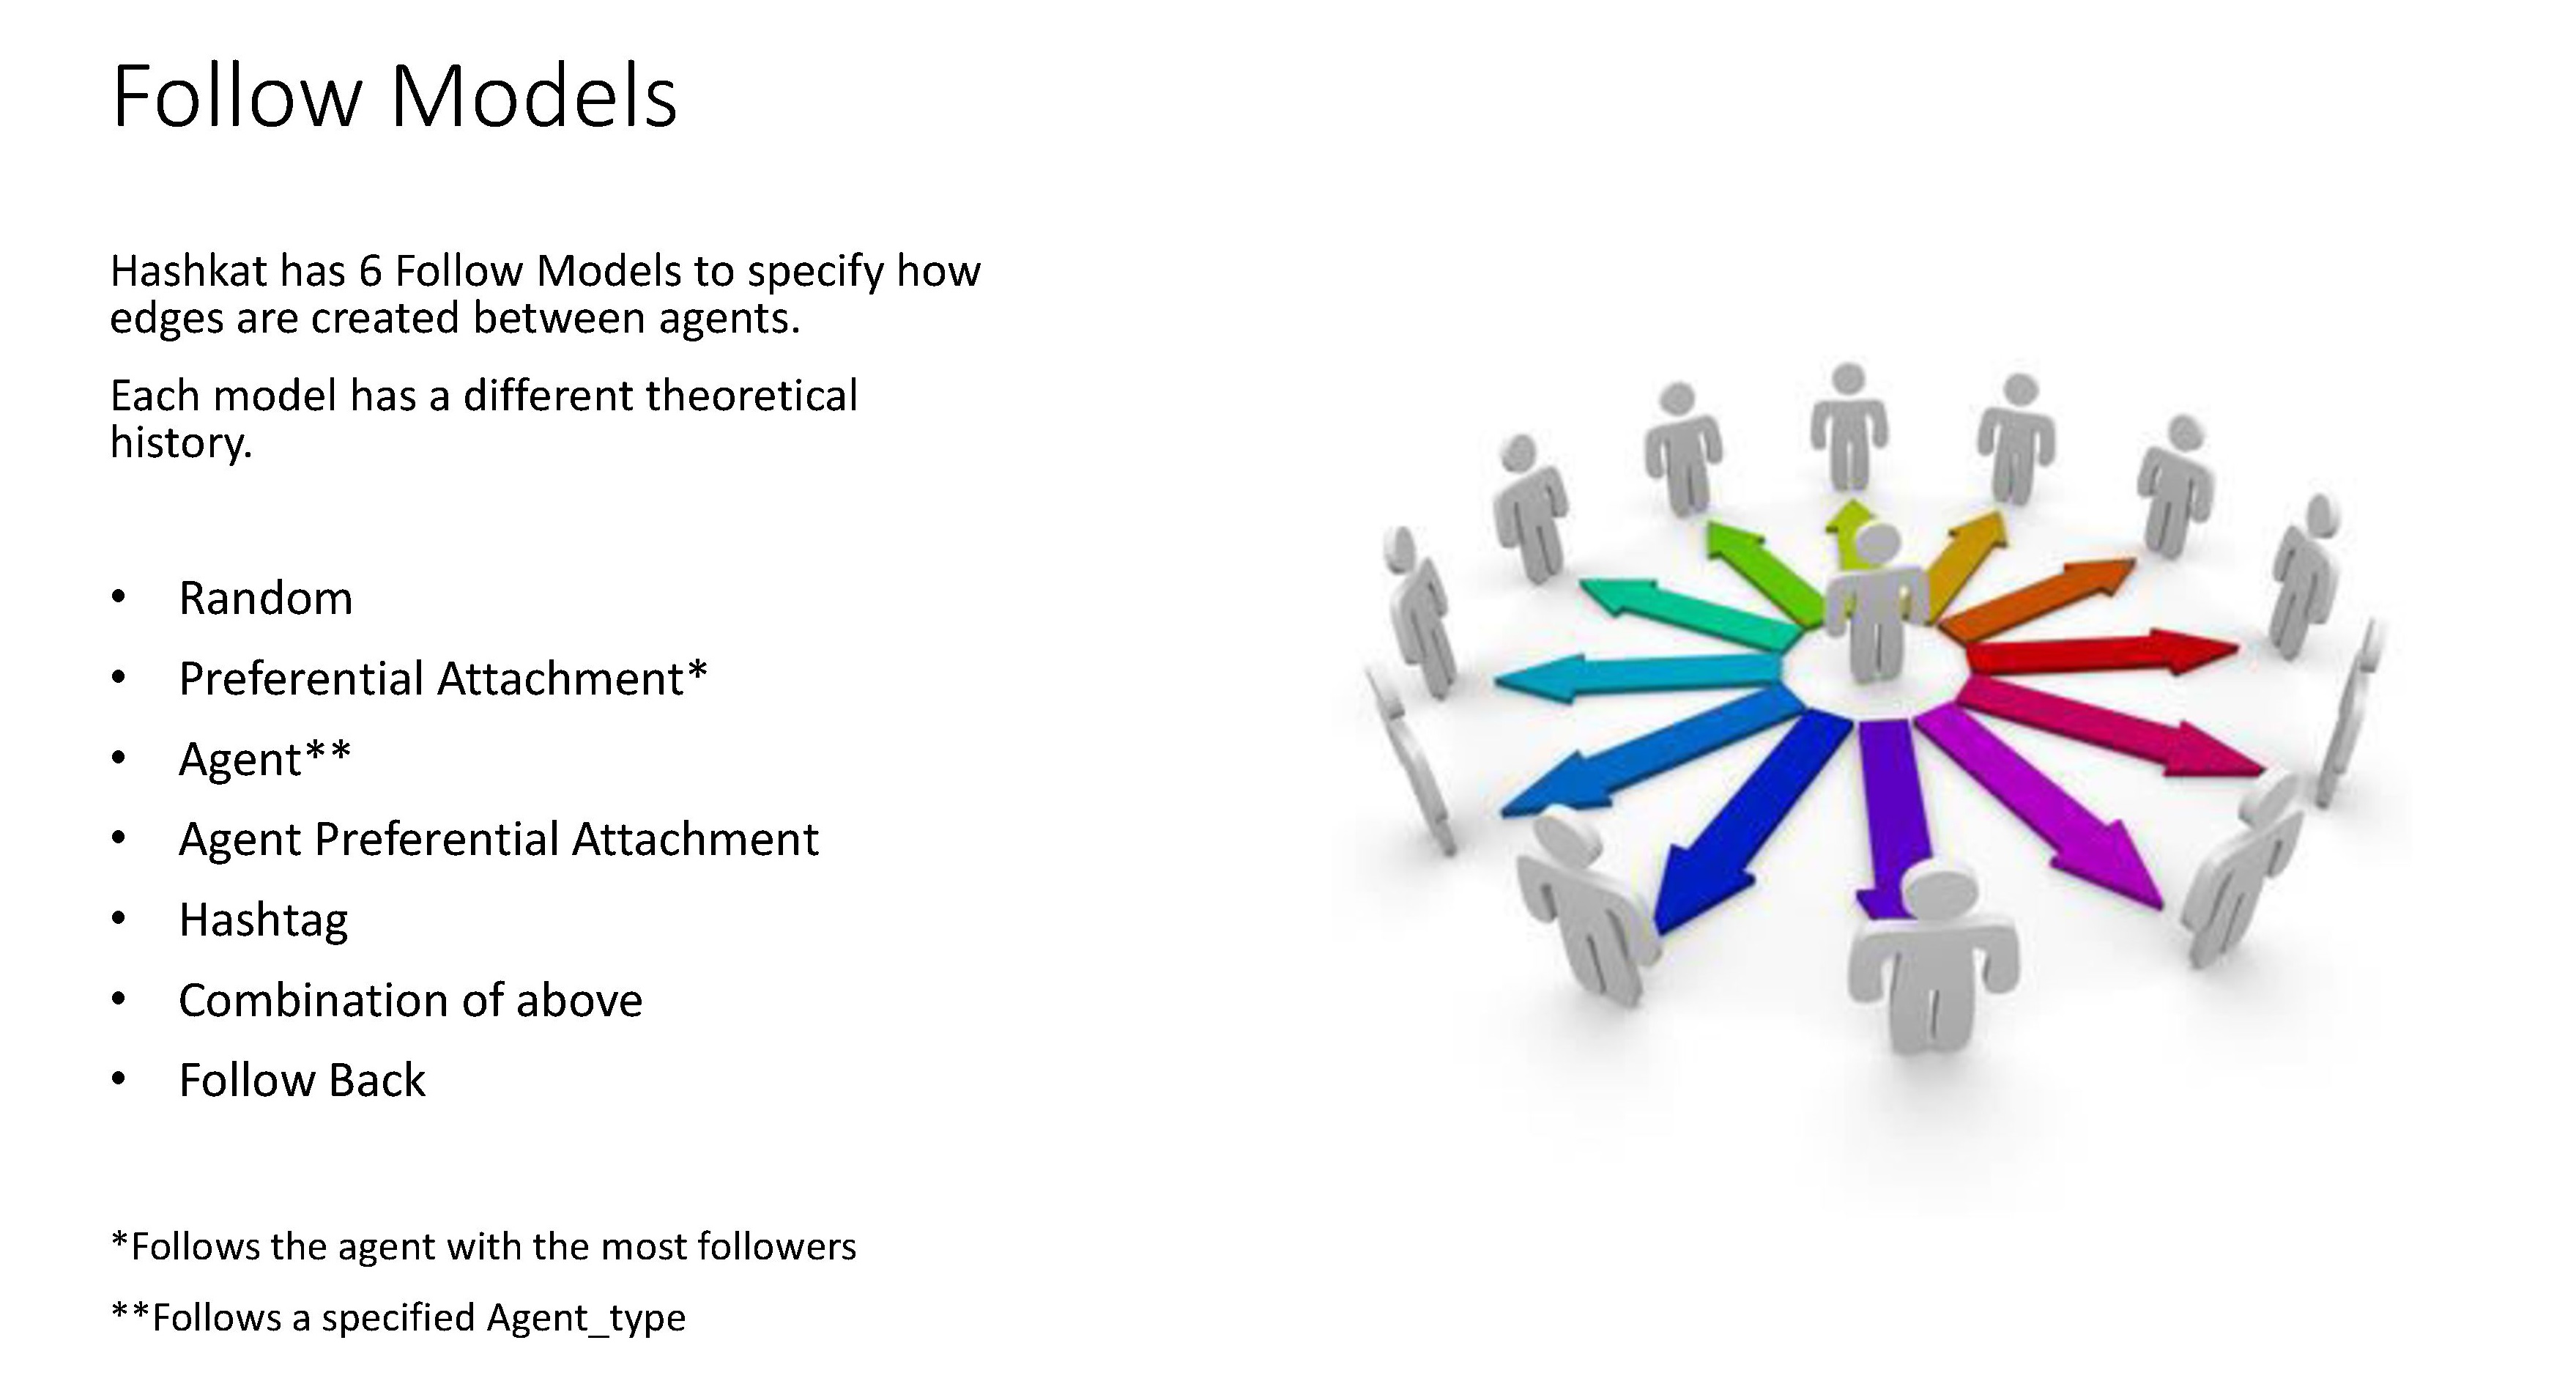 Follow Models
Hashkat has 6 Follow Models to specify how
edges are created between agents.
Each model has a different theoretical
history.
• Random
• Preferential Attachment*
• Agent**
• Agent Preferential Attachment
• Hashtag
• Combination of above
• Follow Back
*Follows the agent with the most followers
**Follows a specified Agent_type